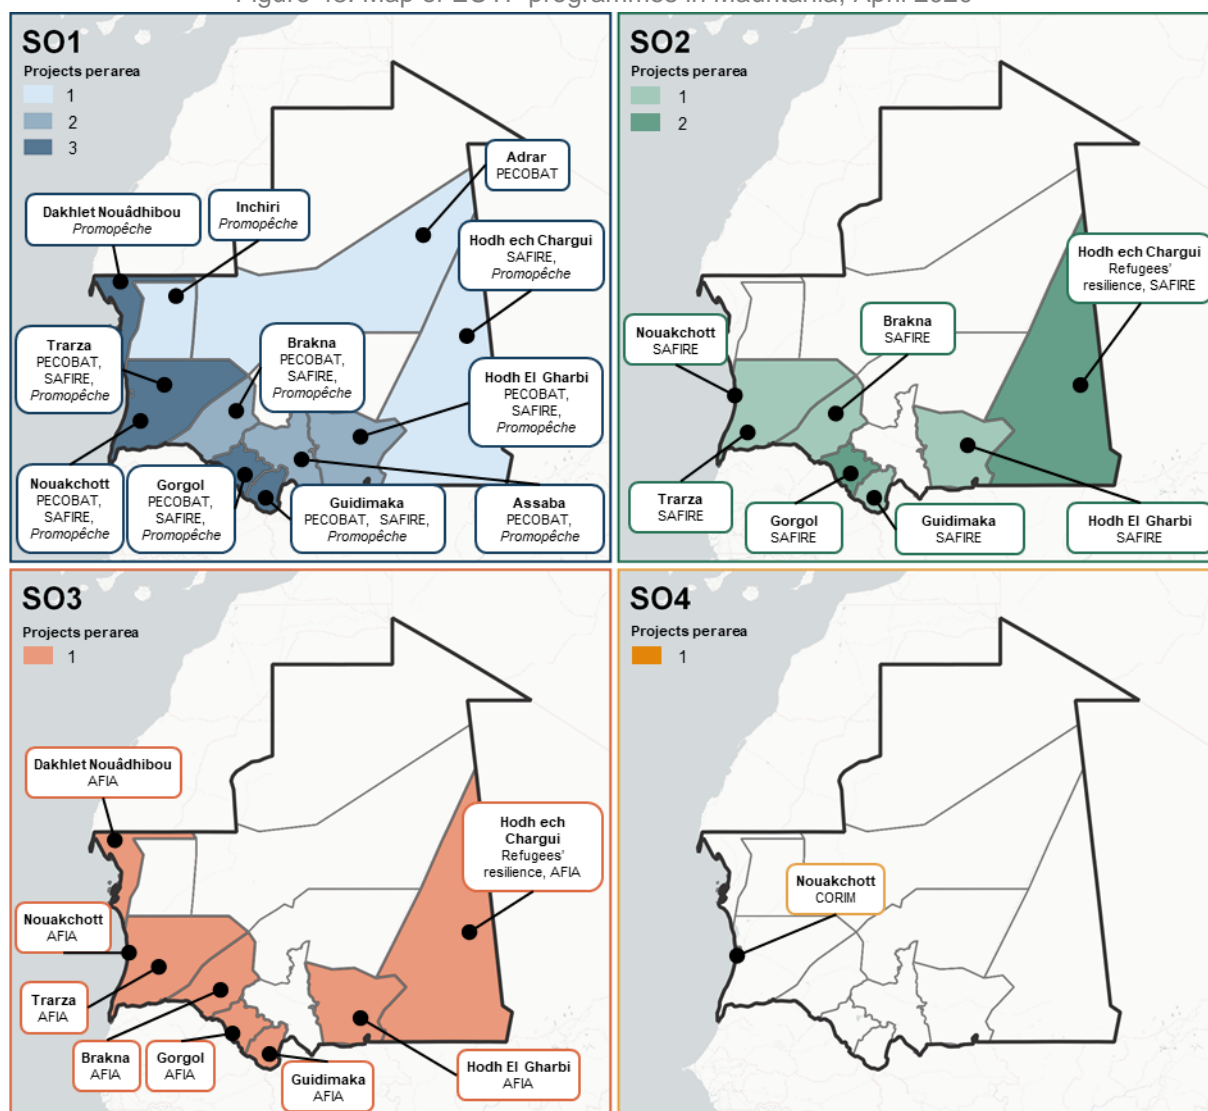 SO1
Projects perarea
1
2
3
Adrar
PECOBAT
Dakhlet Nouâdhibou
Promopêche
Inchiri
Promopêche
Hodh ech Chargui
SAFIRE,
Promopêche
Trarza
PECOBAT,
SAFIRE,
Promopêche
Brakna
PECOBAT,
SAFIRE,
Promopêche
Hodh El Gharbi
PECOBAT,
SAFIRE,
Promopêche
Nouakchott
PECOBAT,
SAFIRE,
Promopêche
Gorgol
PECOBAT,
SAFIRE,
Promopêche
Guidimaka
PECOBAT, SAFIRE,
Promopêche
Assaba
PECOBAT,
Promopêche
SO2
Projects perarea
1
2
Hodh ech Chargui
Refugees'
resilience, SAFIRE
Nouakchott
SAFIRE
Brakna
SAFIRE
Trarza
SAFIRE
Gorgol
SAFIRE
Guidimaka
SAFIRE
Hodh El Gharbi
SAFIRE
SO3
Projects perarea
1
Dakhlet Nouâdhibou
AFIA
Hodh ech
Chargui
Refugees'
resilience, AFIA
Nouakchott
AFIA
Trarza
AFIA
Brakna
AFIA
Gorgol
AFIA
Guidimaka
AFIA
Hodh El Gharbi
AFIA
SO4
Projects perarea
1
Nouakchott
CORIM